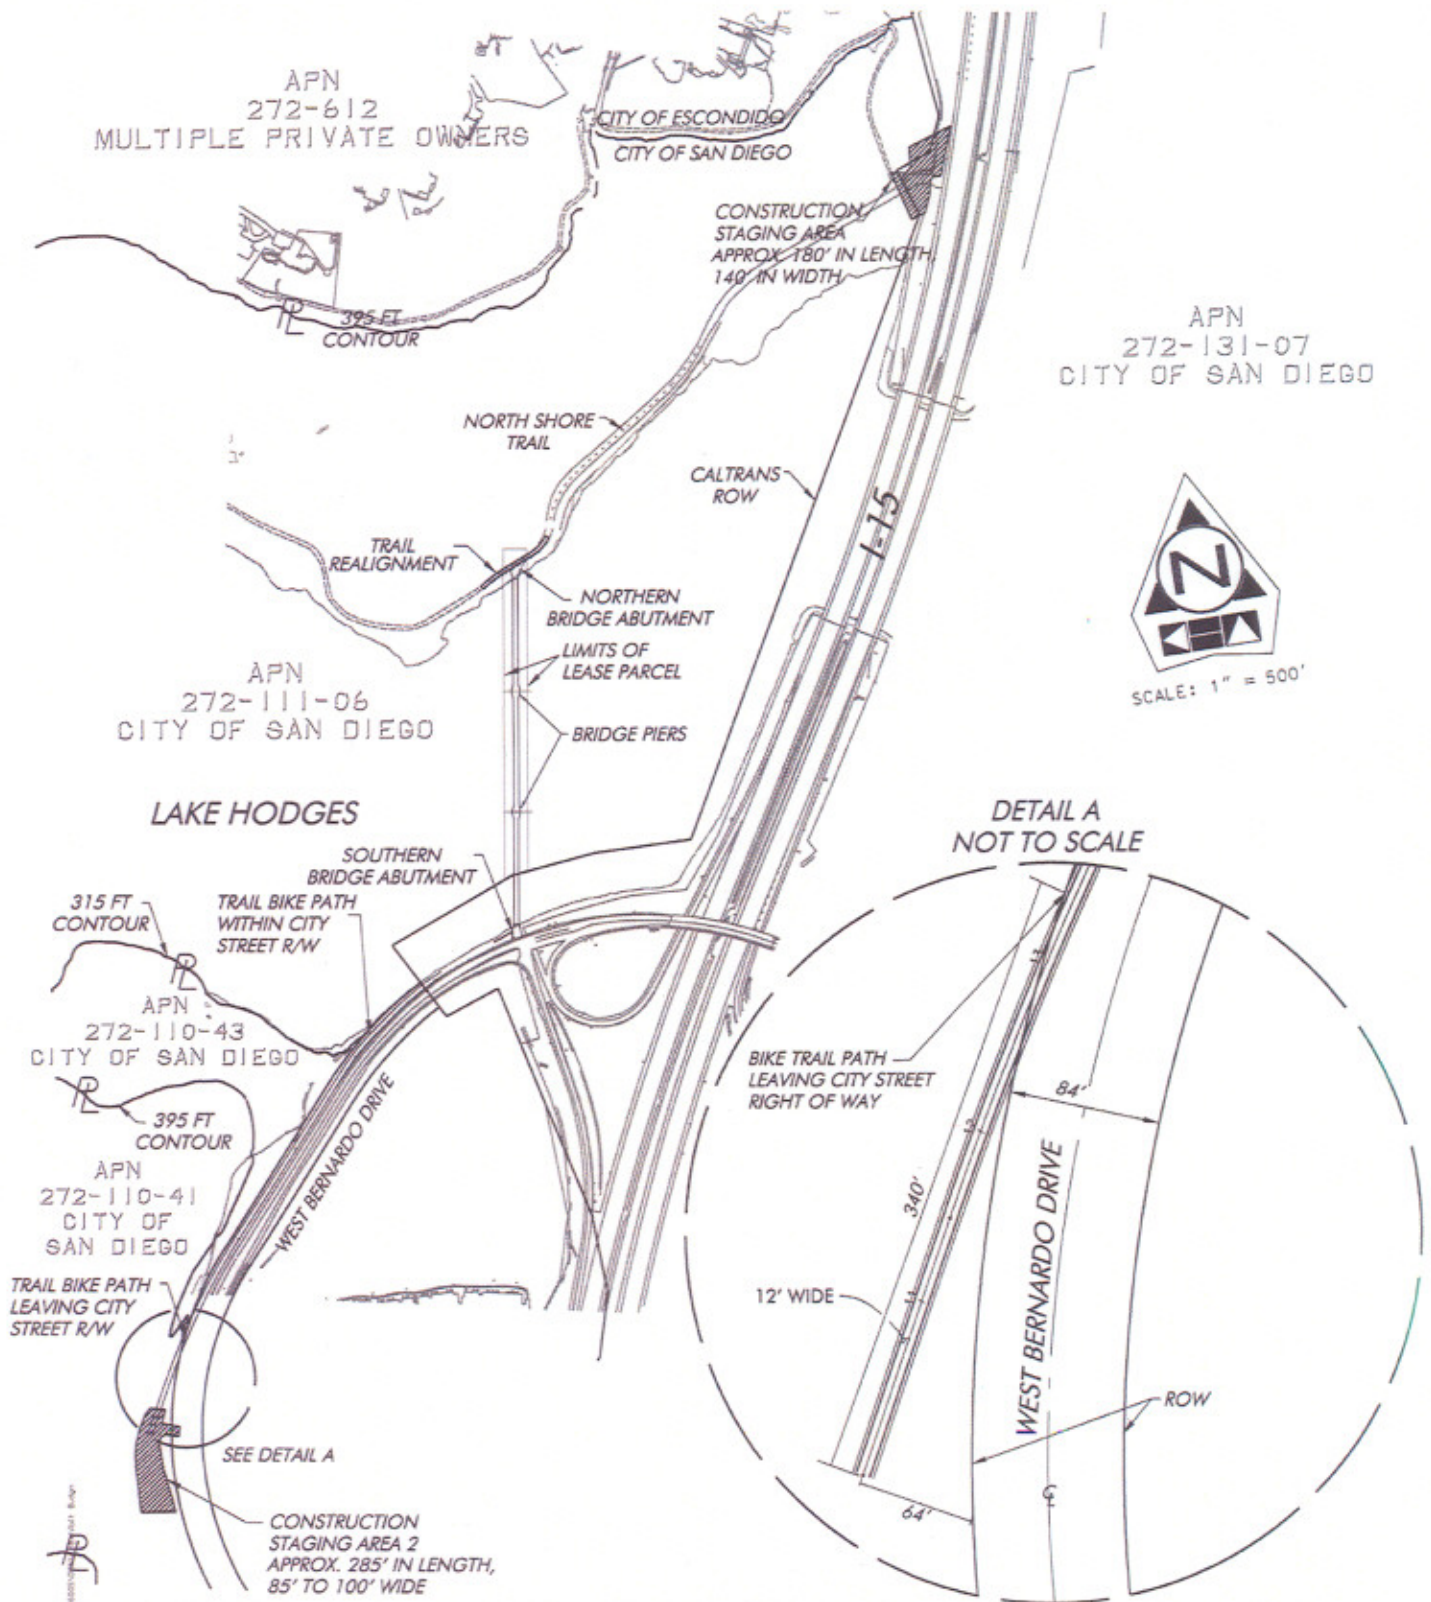 APN
272-612
MULTIPLE PRIVATE OWNERS
CITY OF ESCONDIDO
CITY OF SAN DIEGO
CONSTRUCTION
STAGING AREA
APPROX. 180' IN LENGTH,
140' IN WIDTH
PL
395 FT
CONTOUR
APN
272-131-07
CITY OF SAN DIEGO
NORTH SHORE
TRAIL
CALTRANS
ROW
I-15
N
SCALE: 1" = 500'
TRAIL
REALIGNMENT
NORTHERN
BRIDGE ABUTMENT
LIMITS OF
LEASE PARCEL
APN
272-111-06
CITY OF SAN DIEGO
BRIDGE PIERS
LAKE HODGES
SOUTHERN
BRIDGE ABUTMENT
315 FT
CONTOUR
TRAIL BIKE PATH
WITHIN CITY
STREET R/W
PL
APN
272-110-43
CITY OF SAN DIEGO
PL
395 FT
CONTOUR
APN
272-110-41
CITY OF
SAN DIEGO
WEST BERNARDO DRIVE
TRAIL BIKE PATH
LEAVING CITY
STREET R/W
SEE DETAIL A
CONSTRUCTION
STAGING AREA 2
APPROX. 285' IN LENGTH,
85' TO 100' WIDE
PL
DETAIL A
NOT TO SCALE
BIKE TRAIL PATH
LEAVING CITY STREET
RIGHT OF WAY
84'
340'
12' WIDE
WEST BERNARDO DRIVE
ROW
64'